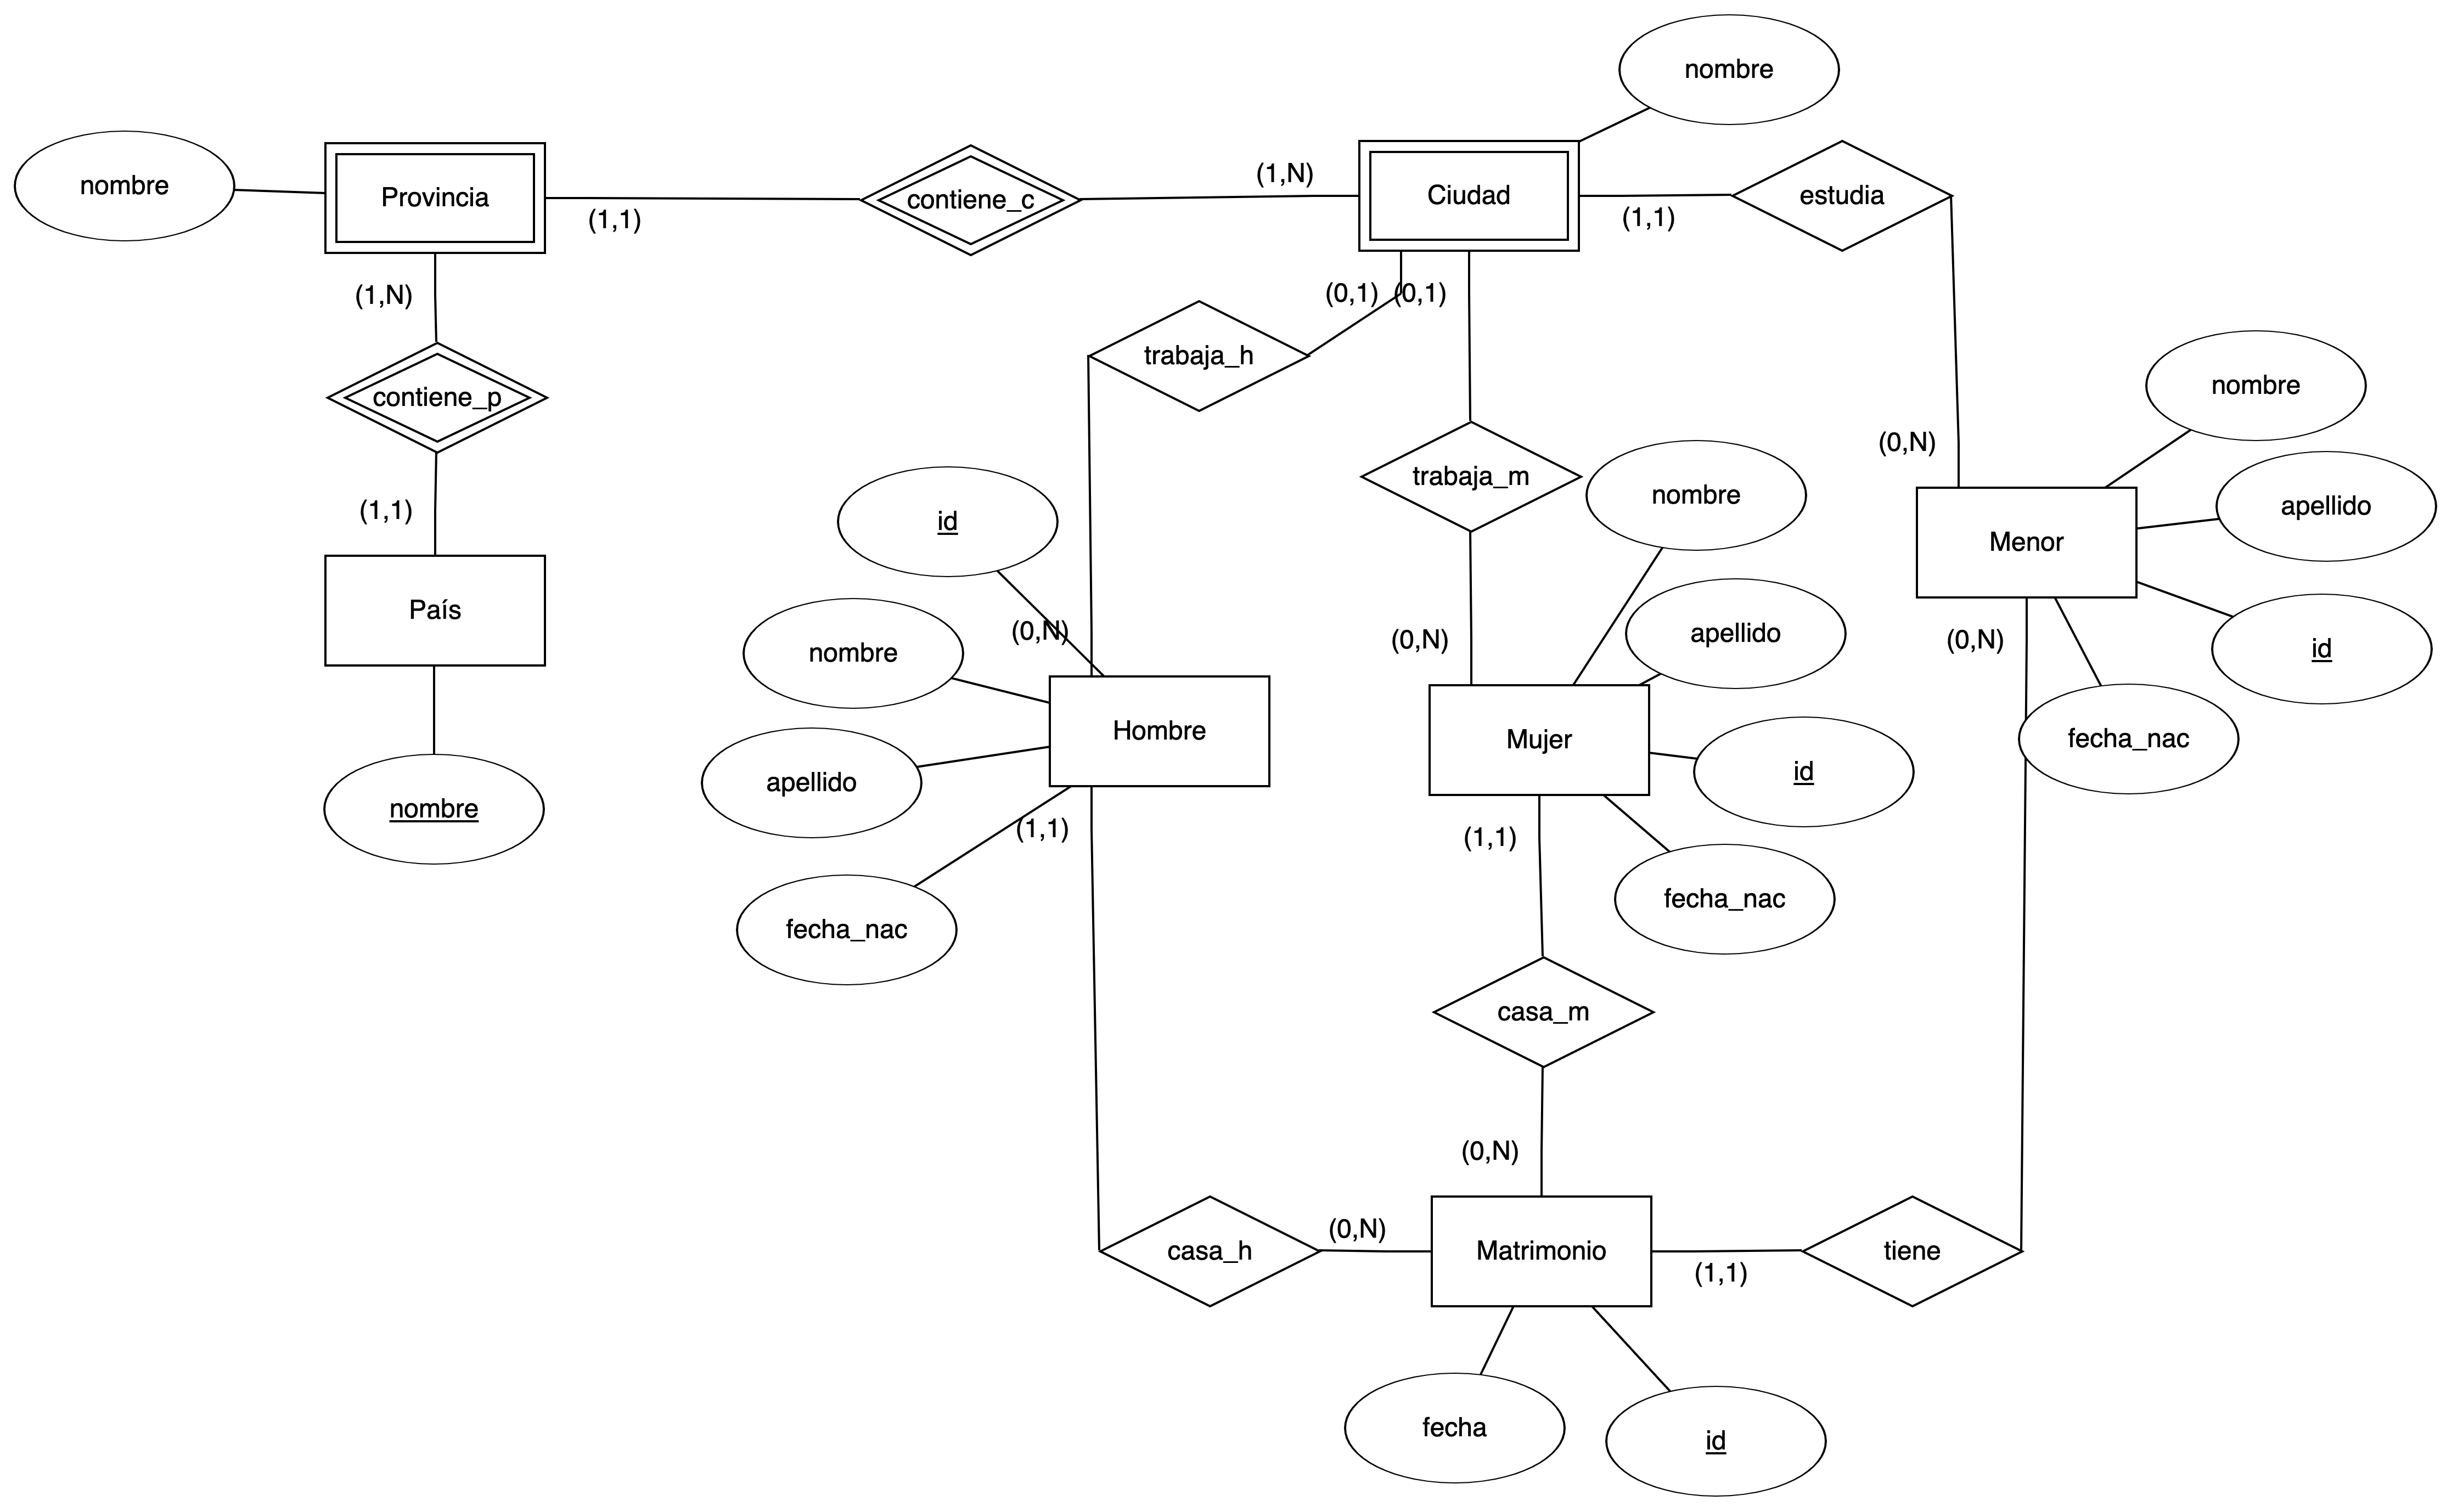 nombre
nombre
Provincia
(1,1)
contiene_c
(1,N)
Ciudad
(1,1)
estudia
(1,N)
(0,1)
(0,1)
trabaja_h
contiene_p
nombre
(0,N)
trabaja_m
nombre
apellido
(1,1)
id
Menor
País
(0,N)
nombre
apellido
(0,N)
(0,N)
id
Hombre
Mujer
id
fecha_nac
apellido
nombre
(1,1)
(1,1)
fecha_nac
fecha_nac
casa_m
(0,N)
casa_h
(0,N)
Matrimonio
(1,1)
tiene
fecha
id